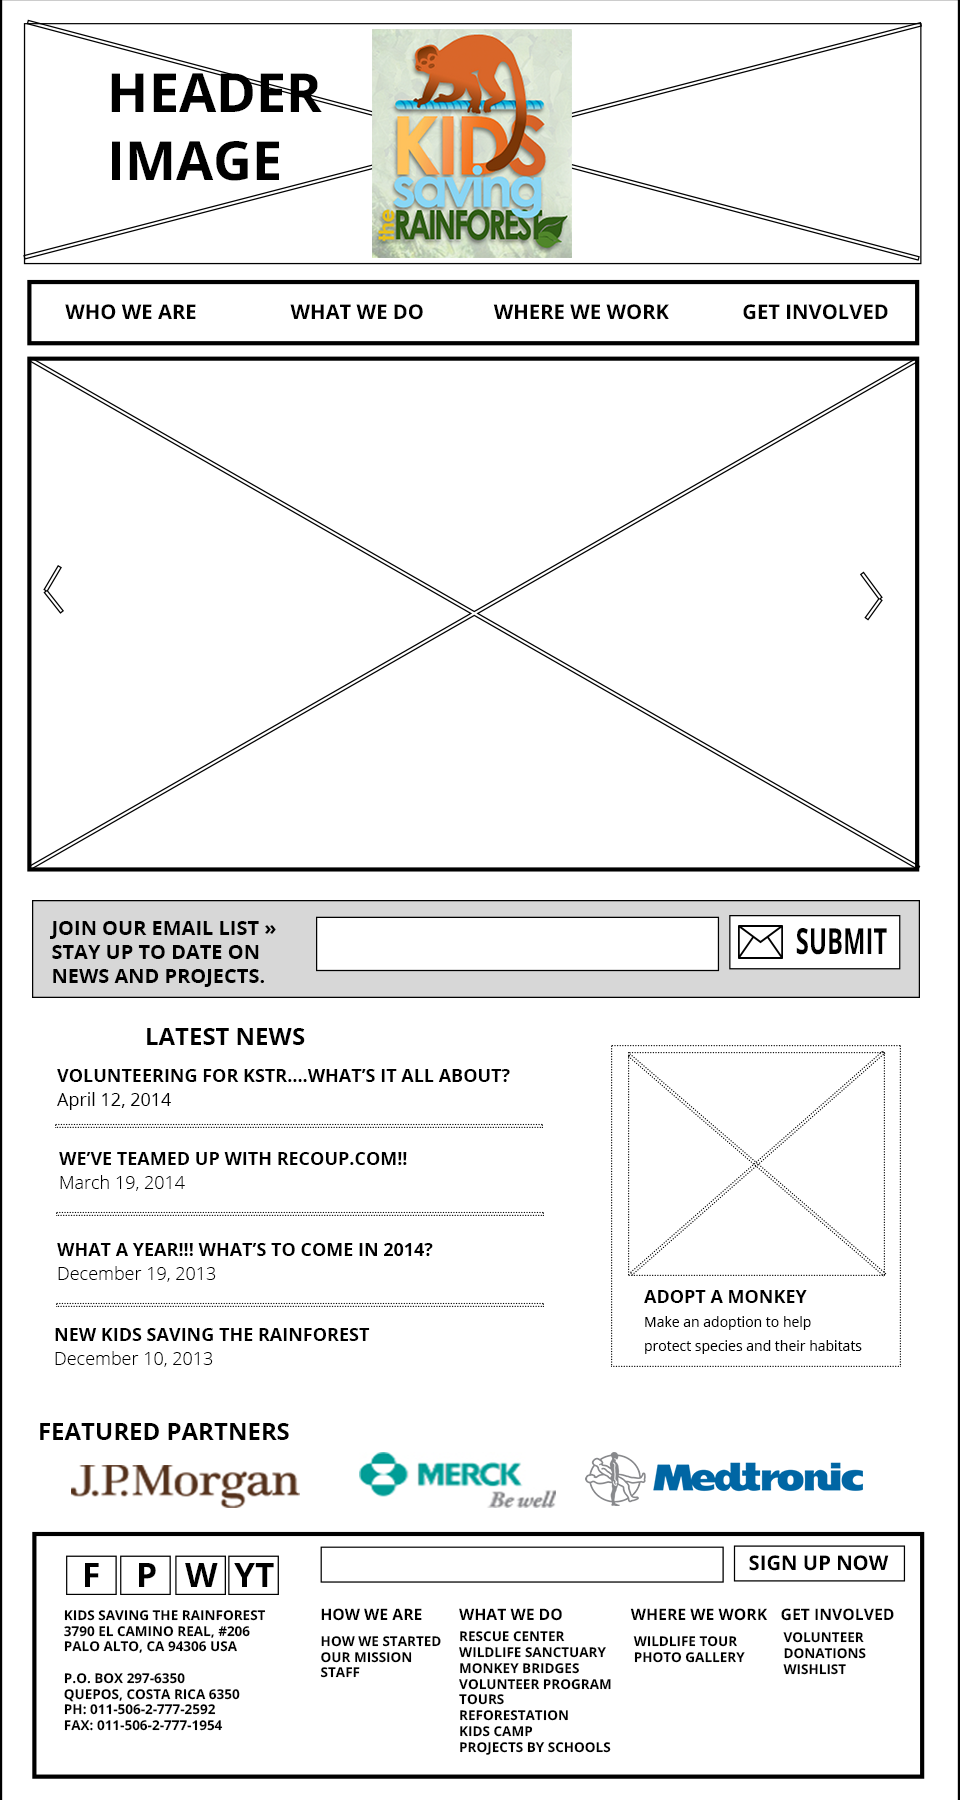 HEADER
IMAGE
KIDS
saving
the RAINFOREST
WHO WE ARE
WHAT WE DO
WHERE WE WORK
GET INVOLVED
JOIN OUR EMAIL LIST »
STAY UP TO DATE ON
NEWS AND PROJECTS.
SUBMIT
LATEST NEWS
VOLUNTEERING FOR KSTR....WHAT'S IT ALL ABOUT?
April 12, 2014
WE'VE TEAMED UP WITH RECOUP.COM!!
March 19, 2014
WHAT A YEAR!!! WHAT'S TO COME IN 2014?
December 19, 2013
NEW KIDS SAVING THE RAINFOREST
December 10, 2013
ADOPT A MONKEY
Make an adoption to help
protect species and their habitats
FEATURED PARTNERS
J.P.Morgan
MERCK
Be well
Medtronic
F P W YT
KIDS SAVING THE RAINFOREST
3790 EL CAMINO REAL, #206
PALO ALTO, CA 94306 USA
P.O. BOX 297-6350
QUEPOS, COSTA RICA 6350
PH: 011-506-2-777-2592
FAX: 011-506-2-777-1954
SIGN UP NOW
HOW WE ARE
HOW WE STARTED
OUR MISSION
STAFF
WHAT WE DO
RESCUE CENTER
WILDLIFE SANCTUARY
MONKEY BRIDGES
VOLUNTEER PROGRAM
TOURS
REFORESTATION
KIDS CAMP
PROJECTS BY SCHOOLS
WHERE WE WORK
WILDLIFE TOUR
PHOTO GALLERY
GET INVOLVED
VOLUNTEER
DONATIONS
WISHLIST